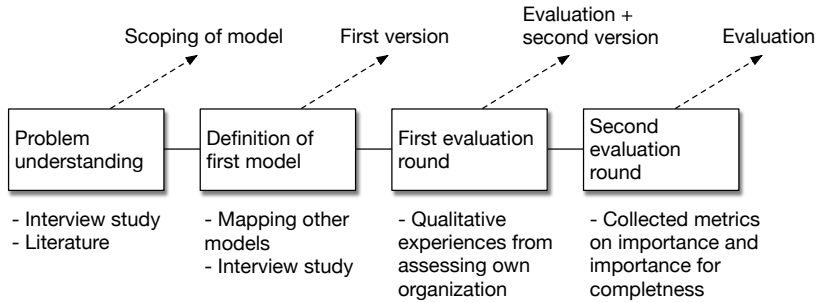 Scoping of model
First version
Evaluation +
second version
Evaluation
Problem
understanding
Definition of
first model
First evaluation
round
Second
evaluation
round
- Interview study
- Literature
- Mapping other
models
- Interview study
- Qualitative
experiences from
assessing own
organization
- Collected metrics
on importance and
importance for
completness